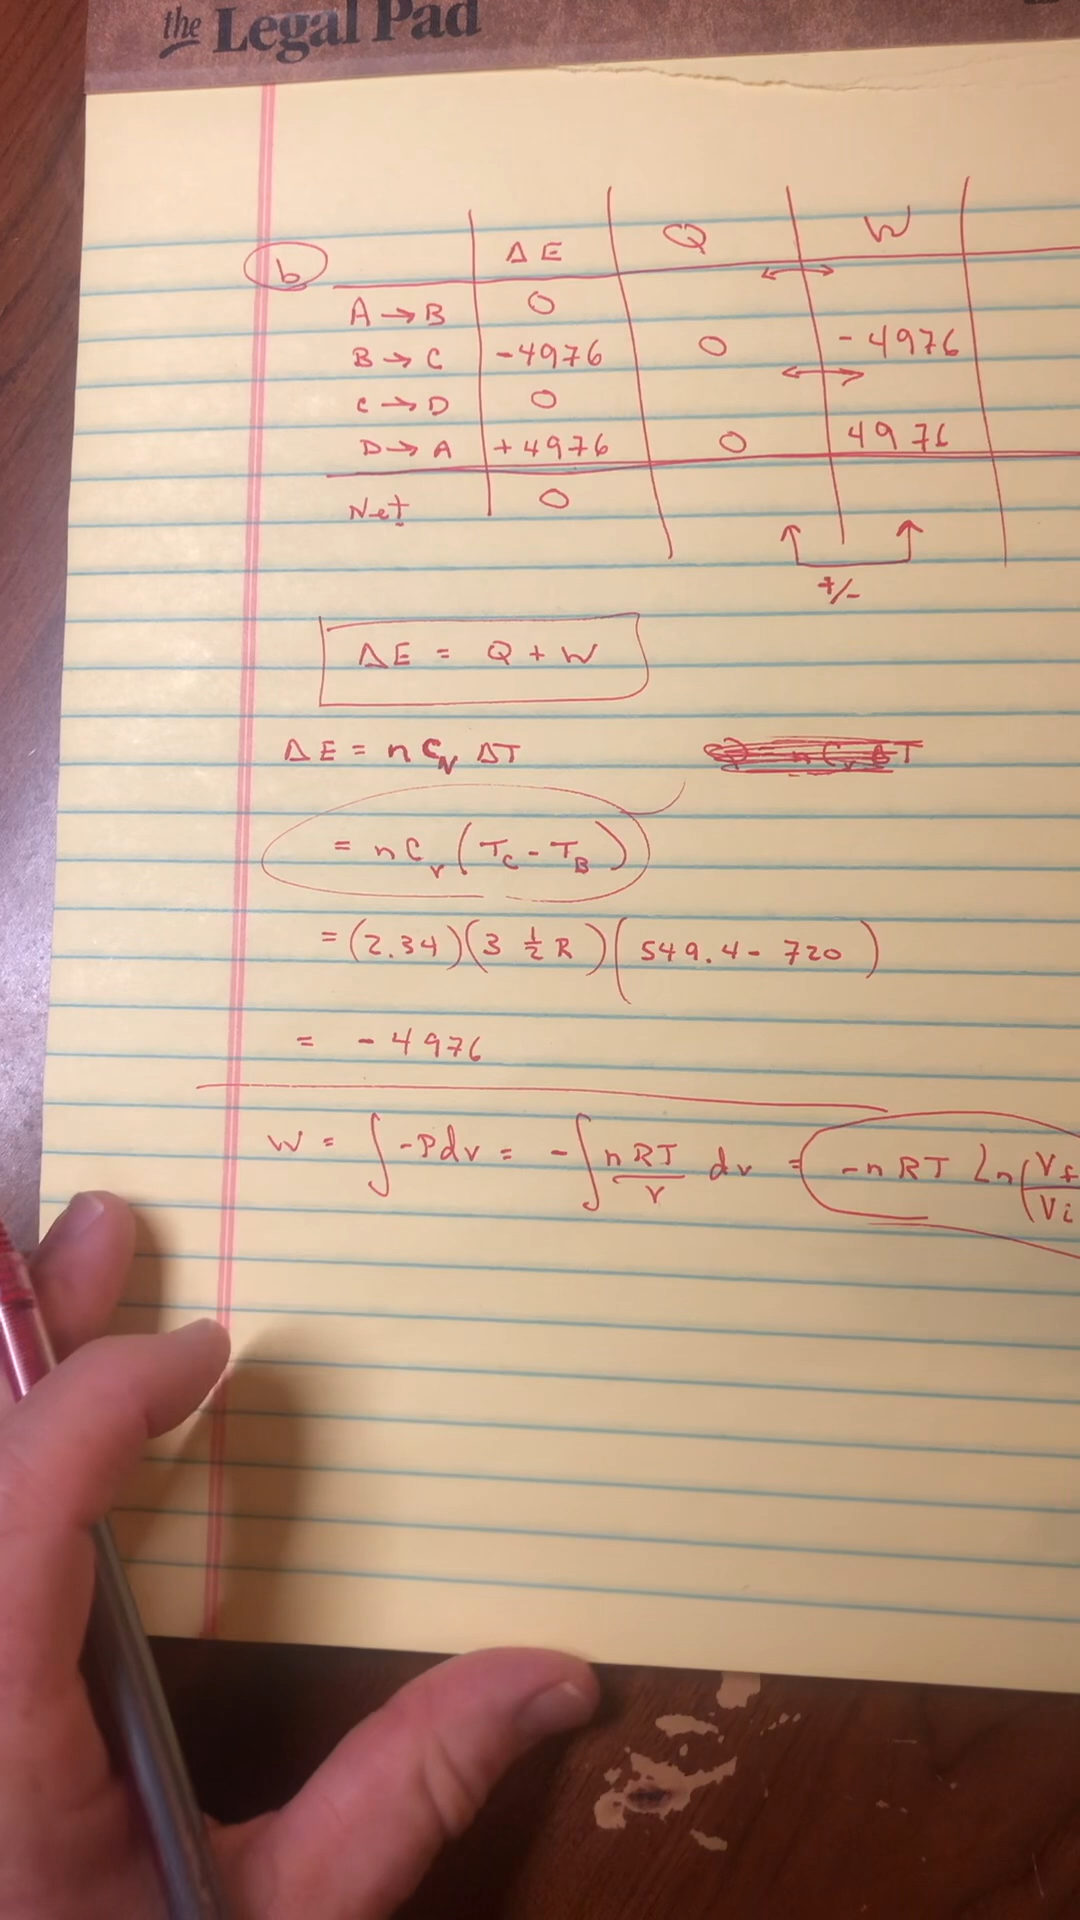 the Legal Pad
b ΔE Q W
A → B 0
B → C -4976 0 -4976
C → D 0
D → A +4976 0 4976
Net 0
+/-
ΔE = Q + W
ΔE = n Cv ΔT
= n Cv (Tc - TB)
= (2.34)(3 ½ R)(549.4 - 720)
= -4976
W = ∫-Pdv = -∫nRT/v dv = -nRT Ln(Vf/Vi